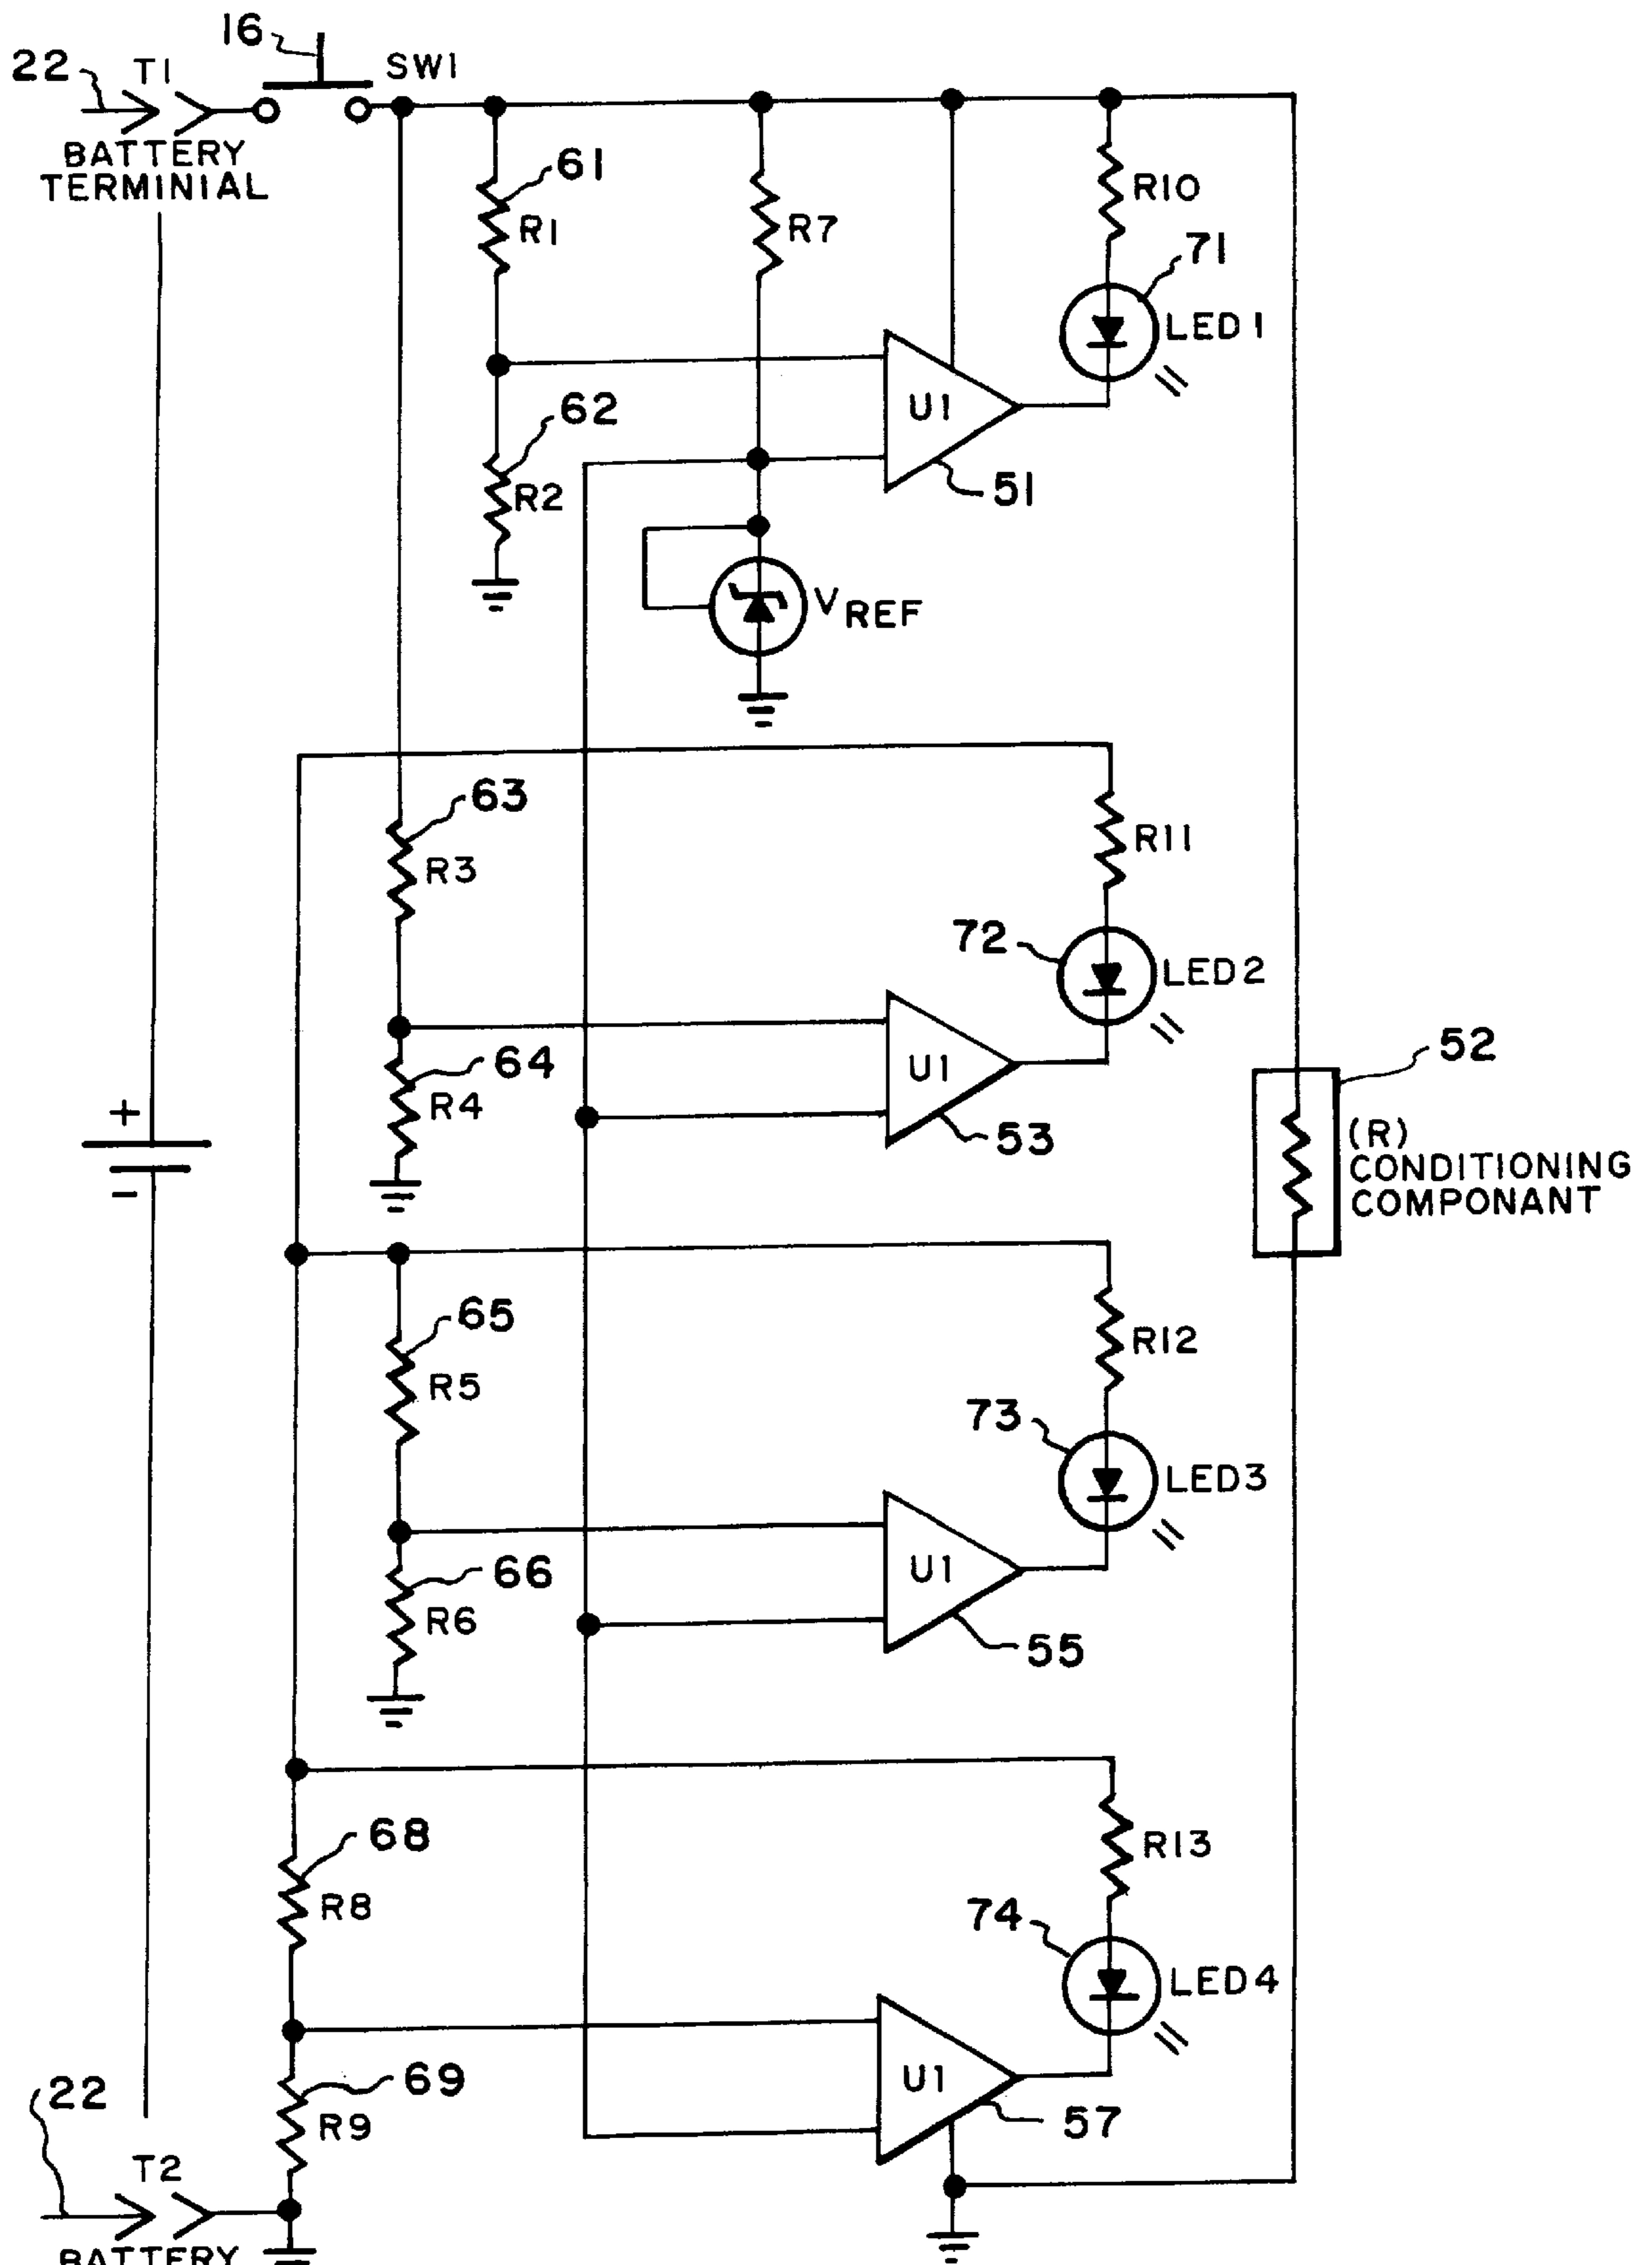 16
22
T1
SW1
BATTERY
TERMINIAL
61
R1
R7
R10
71
LED1
U1
62
R2
51
VREF
63
R3
R11
72
LED2
64
R4
U1
53
52
(R)
CONDITIONING
COMPONANT
+
-
65
R5
R12
73
LED3
66
R6
U1
55
68
R8
R13
74
LED4
69
R9
U1
57
22
T2
BATTERY